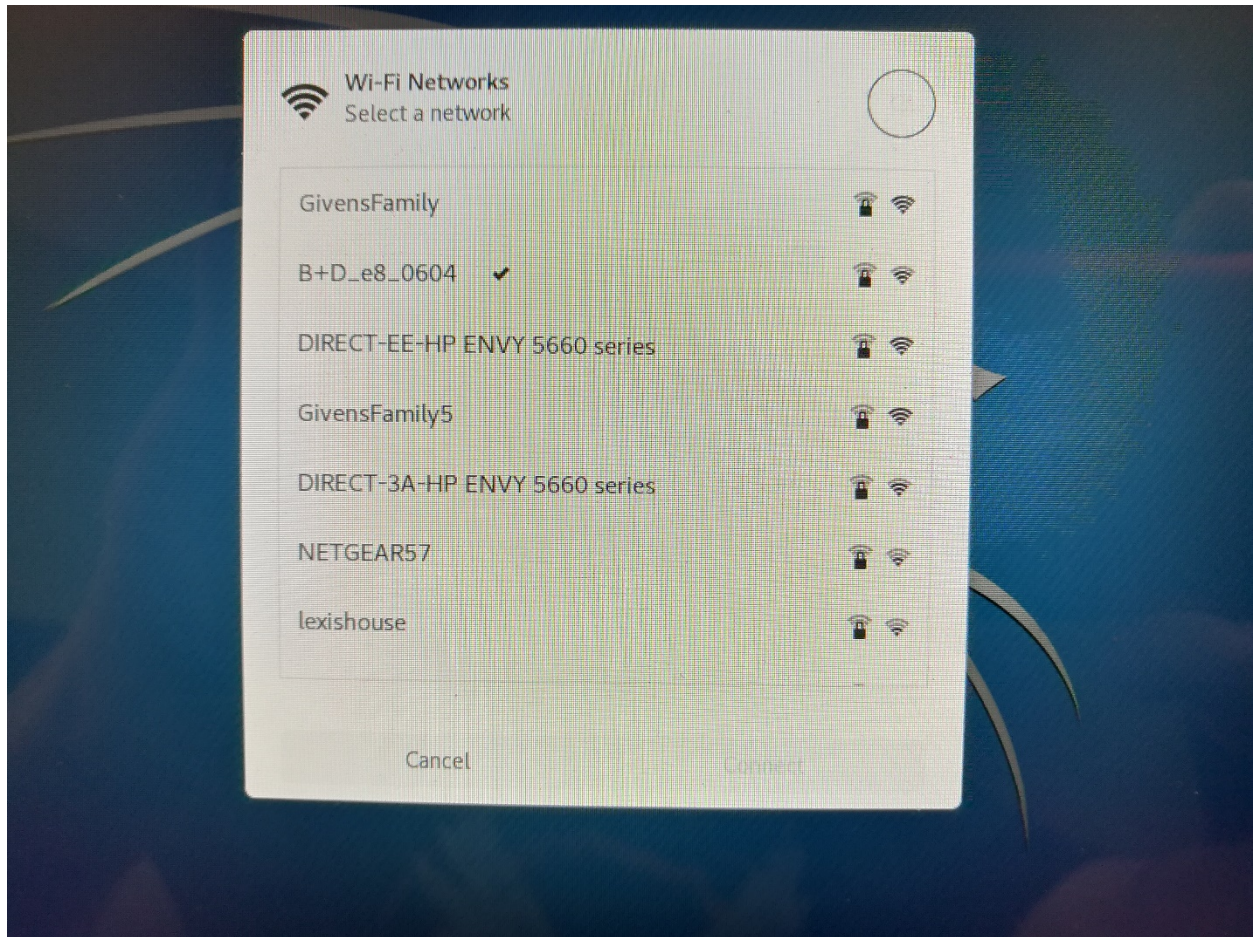 Wi-Fi Networks
Select a network
GivensFamily
B+D_e8_0604
DIRECT-EE-HP ENVY 5660 series
GivensFamily5
DIRECT-3A-HP ENVY 5660 series
NETGEAR57
lexishouse
Cancel
Connect